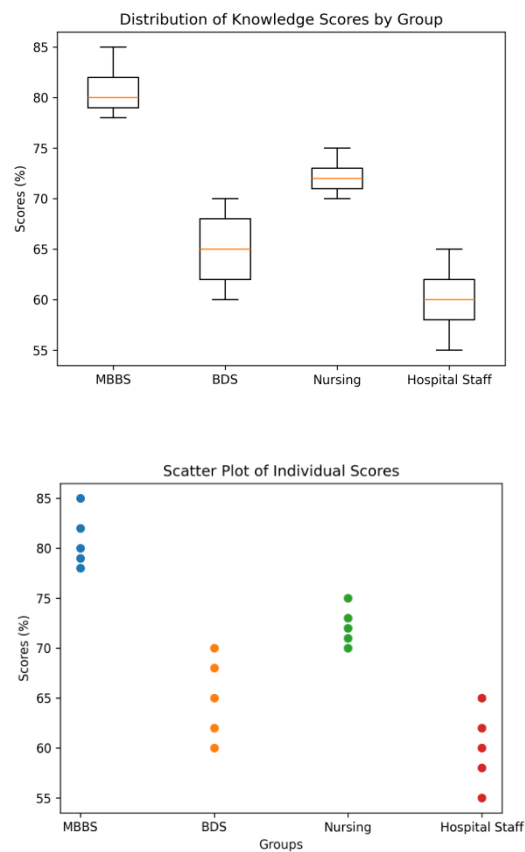 Distribution of Knowledge Scores by Group
85
80
75
70
65
60
55
Scores (%)
MBBS BDS Nursing Hospital Staff
Scatter Plot of Individual Scores
85
80
75
70
65
60
55
Scores (%)
MBBS BDS Nursing Hospital Staff
Groups